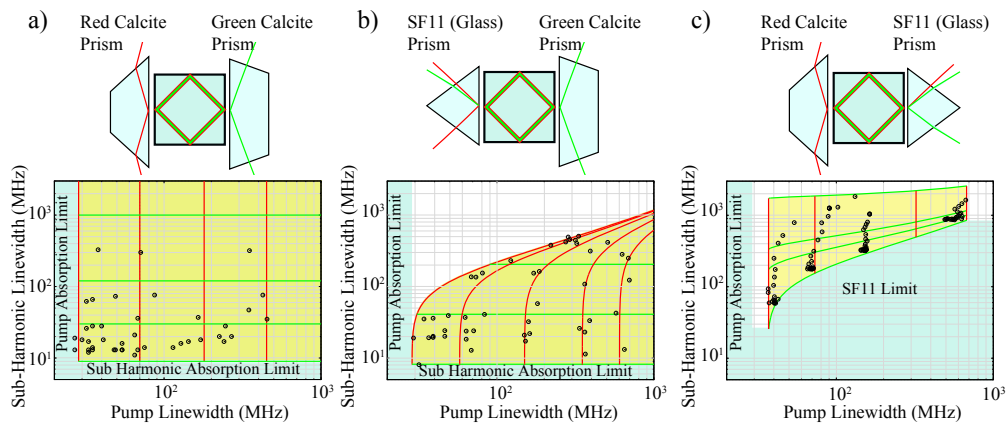 a)
Red Calcite
Prism
Green Calcite
Prism
Sub-Harmonic Linewidth (MHz)
10³
10²
10¹
Pump Absorption Limit
Sub Harmonic Absorption Limit
10²
10³
Pump Linewidth (MHz)
b)
SF11 (Glass)
Prism
Green Calcite
Prism
Sub-Harmonic Linewidth (MHz)
10³
10²
10¹
Pump Absorption Limit
Sub Harmonic Absorption Limit
10²
10³
Pump Linewidth (MHz)
c)
Red Calcite
Prism
SF11 (Glass)
Prism
Sub-Harmonic Linewidth (MHz)
10³
10²
10¹
Pump Absorption Limit
SF11 Limit
10²
10³
Pump Linewidth (MHz)